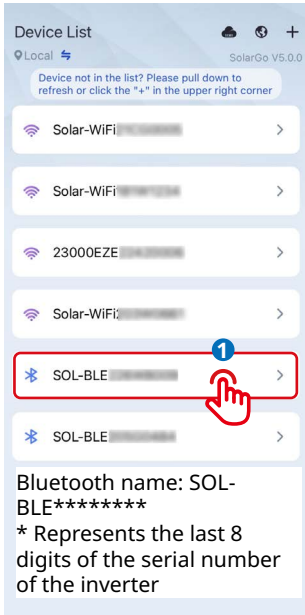 Device List
Local
SolarGo V5.0.0
Device not in the list? Please pull down to
refresh or click the "+" in the upper right corner
Solar-WiFi
Solar-WiFi
23000EZE
Solar-WiFi
1
SOL-BLE
SOL-BLE
Bluetooth name: SOL-
BLE********
* Represents the last 8
digits of the serial number
of the inverter